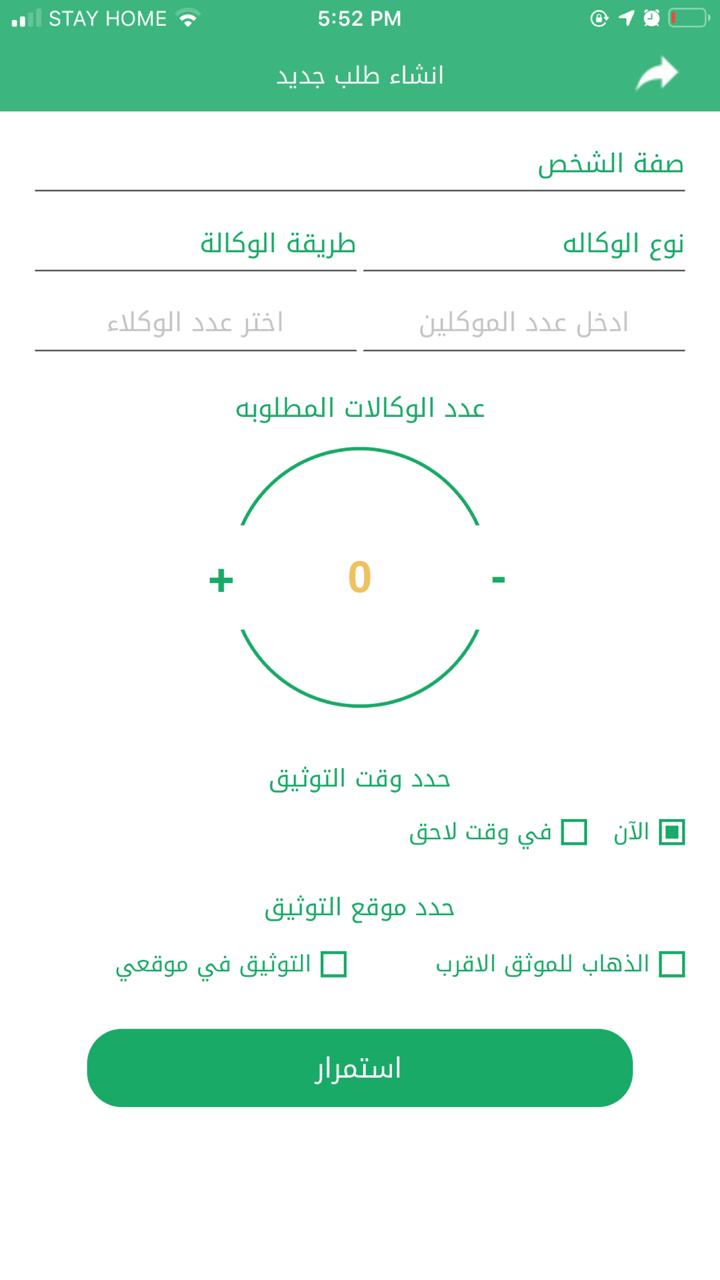 STAY HOME 5:52 PM
انشاء طلب جديد
صفة الشخص
نوع الوكاله طريقة الوكالة
ادخل عدد الموكلين اختر عدد الوكلاء
عدد الوكالات المطلوبه
- 0 +
حدد وقت التوثيق
الآن في وقت لاحق
حدد موقع التوثيق
الذهاب للموثق الاقرب التوثيق في موقعي
استمرار